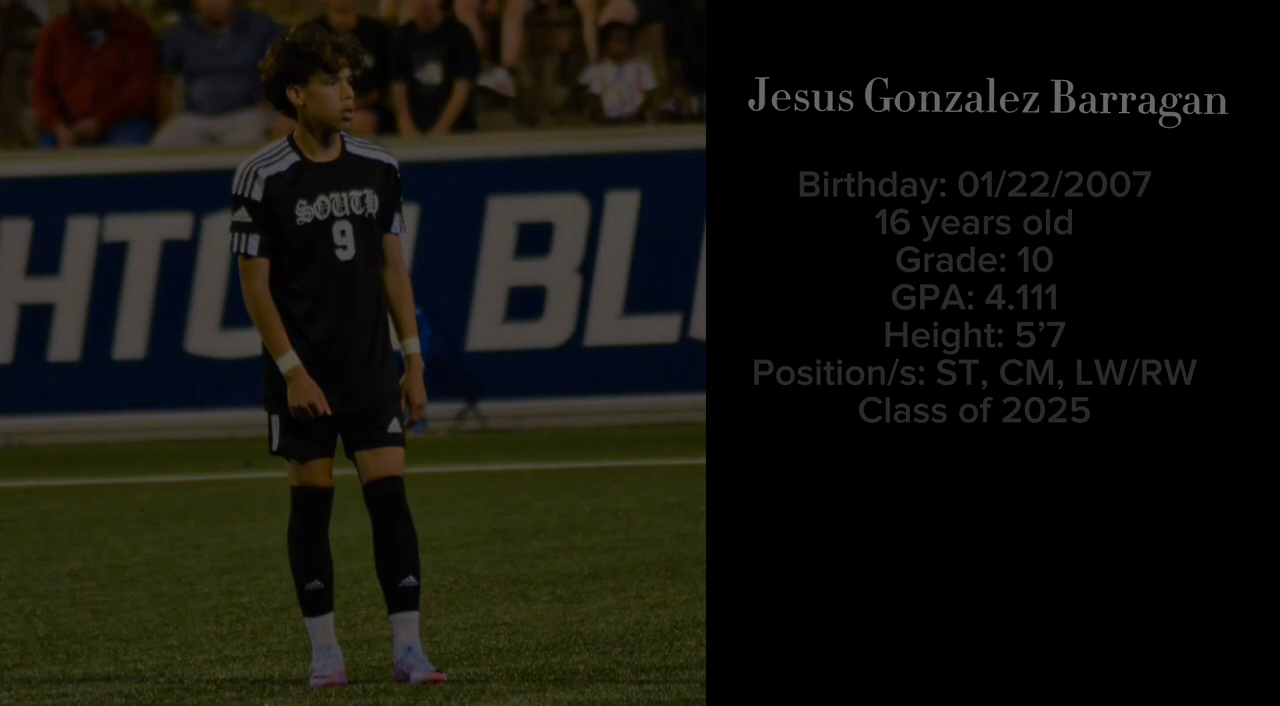 Jesus Gonzalez Barragan
Birthday: 01/22/2007
16 years old
Grade: 10
GPA: 4.111
Height: 5’7
Position/s: ST, CM, LW/RW
Class of 2025
SOUTH
9
HTO BL